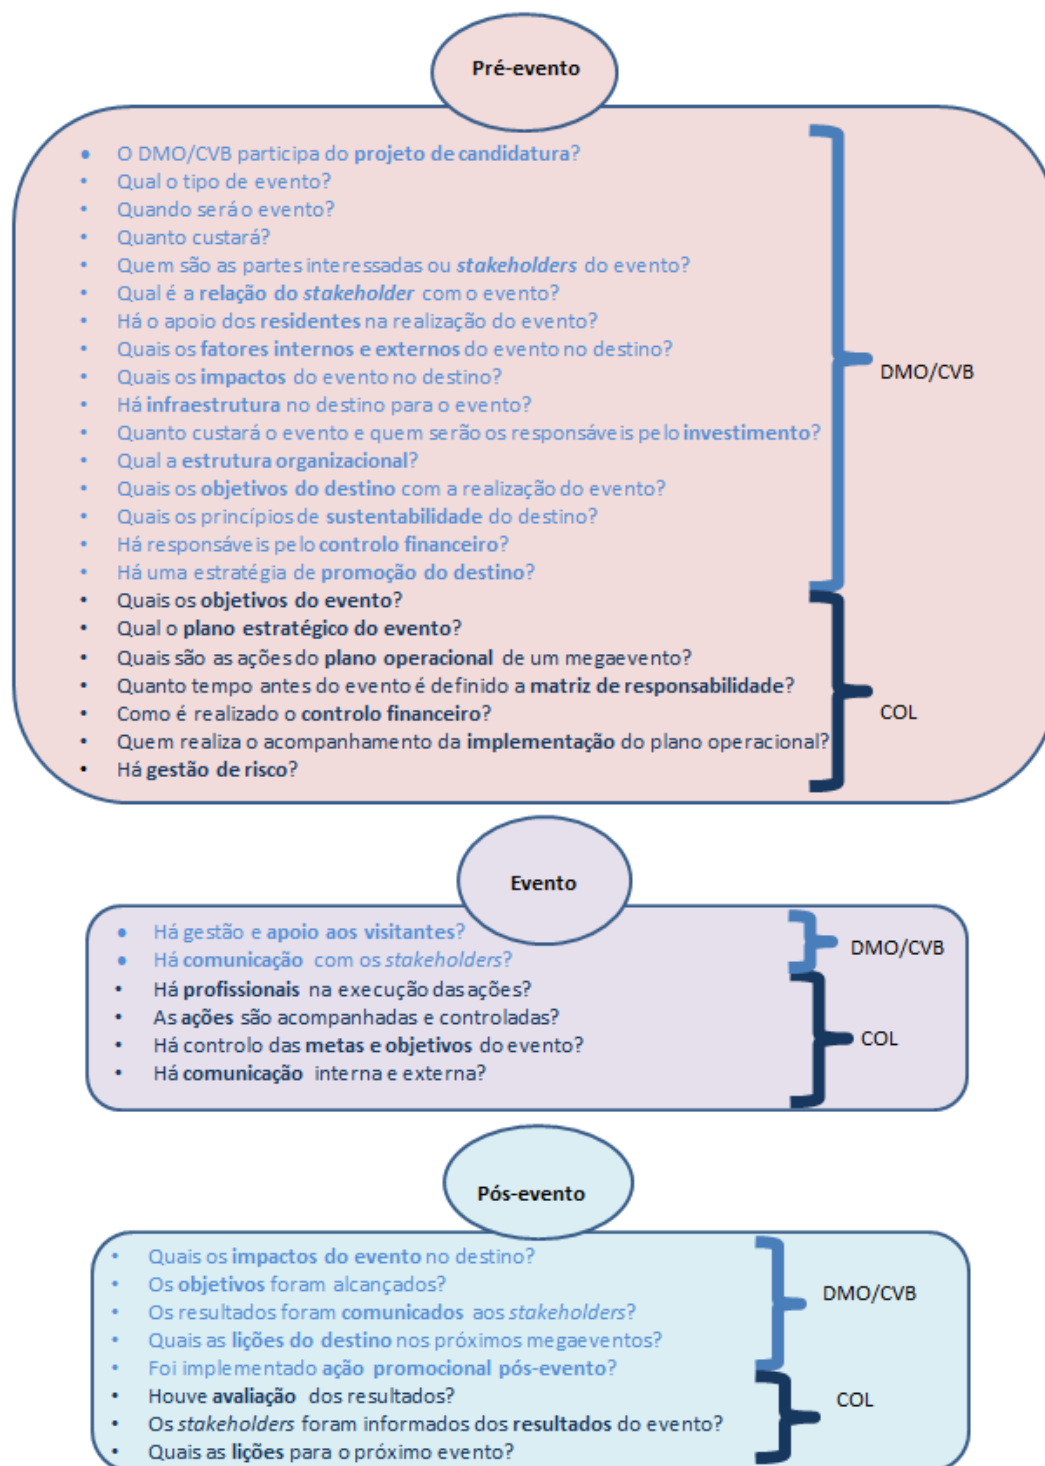 Pré-evento
• O DMO/CVB participa do projeto de candidatura?
• Qual o tipo de evento?
• Quando será o evento?
• Quanto custará?
• Quem são as partes interessadas ou stakeholders do evento?
• Qual é a relação do stakeholder com o evento?
• Há o apoio dos residentes na realização do evento?
• Quais os fatores internos e externos do evento no destino?
• Quais os impactos do evento no destino?
• Há infraestrutura no destino para o evento?
• Quanto custará o evento e quem serão os responsáveis pelo investimento?
• Qual a estrutura organizacional?
• Quais os objetivos do destino com a realização do evento?
• Quais os princípios de sustentabilidade do destino?
• Há responsáveis pelo controlo financeiro?
• Há uma estratégia de promoção do destino?
DMO/CVB
• Quais os objetivos do evento?
• Qual o plano estratégico do evento?
• Quais são as ações do plano operacional de um megaevento?
• Quanto tempo antes do evento é definido a matriz de responsabilidade?
• Como é realizado o controlo financeiro?
• Quem realiza o acompanhamento da implementação do plano operacional?
• Há gestão de risco?
COL
Evento
• Há gestão e apoio aos visitantes?
• Há comunicação com os stakeholders?
DMO/CVB
• Há profissionais na execução das ações?
• As ações são acompanhadas e controladas?
• Há controlo das metas e objetivos do evento?
• Há comunicação interna e externa?
COL
Pós-evento
• Quais os impactos do evento no destino?
• Os objetivos foram alcançados?
• Os resultados foram comunicados aos stakeholders?
• Quais as lições do destino nos próximos megaeventos?
• Foi implementado ação promocional pós-evento?
DMO/CVB
• Houve avaliação dos resultados?
• Os stakeholders foram informados dos resultados do evento?
• Quais as lições para o próximo evento?
COL